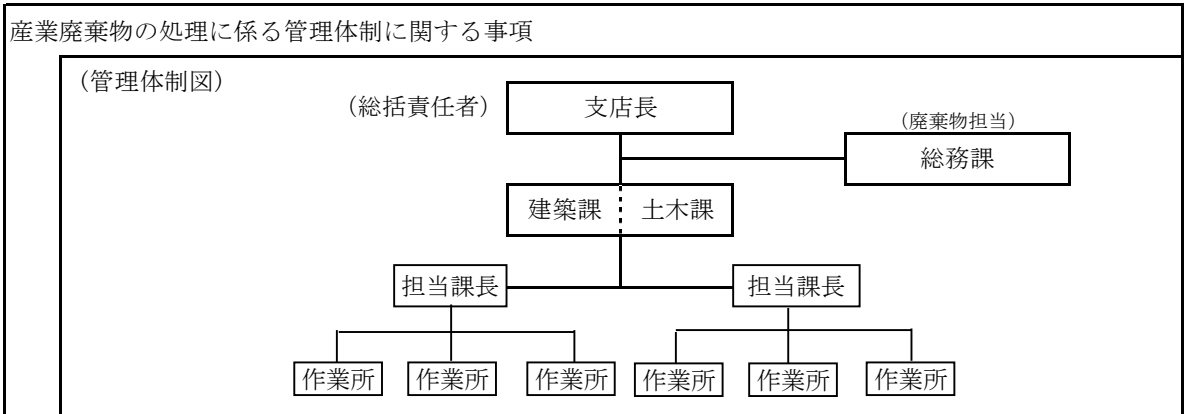 産業廃棄物の処理に係る管理体制に関する事項
（管理体制図）
（総括責任者） 支店長
（廃棄物担当）
総務課
建築課 土木課
担当課長 担当課長
作業所 作業所 作業所 作業所 作業所 作業所